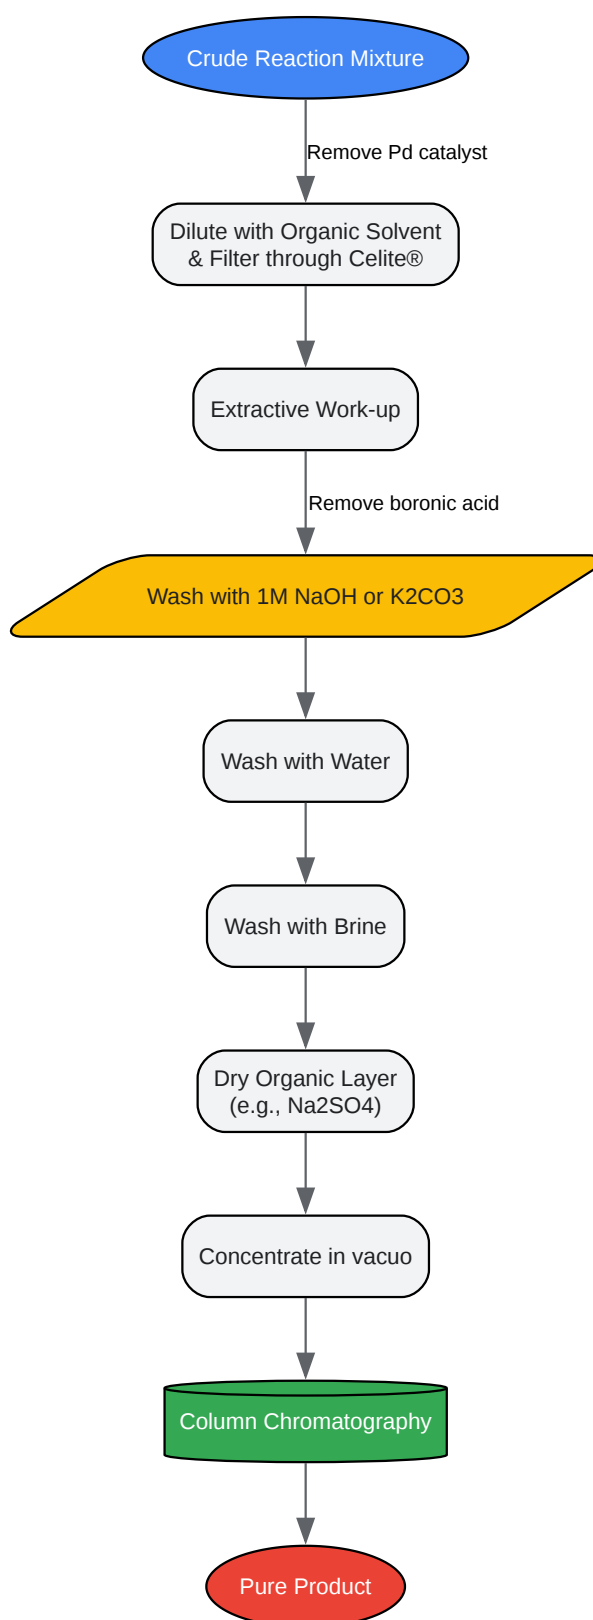 Crude Reaction Mixture
Remove Pd catalyst
Dilute with Organic Solvent
& Filter through Celite®
Extractive Work-up
Remove boronic acid
Wash with 1M NaOH or K2CO3
Wash with Water
Wash with Brine
Dry Organic Layer
(e.g., Na2SO4)
Concentrate in vacuo
Column Chromatography
Pure Product